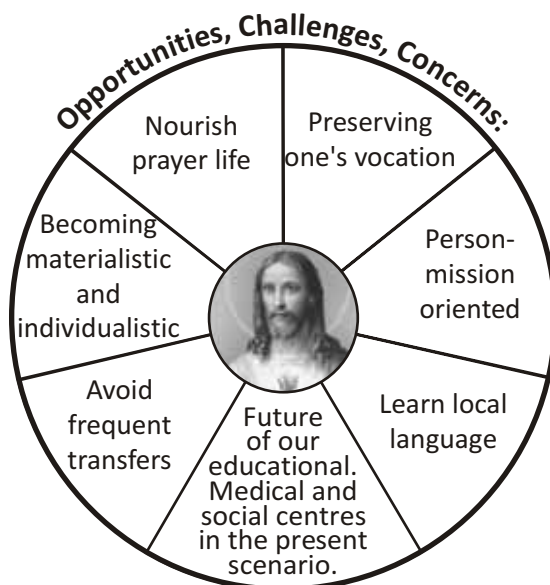 Opportunities, Challenges, Concerns:
Nourish
prayer life
Preserving
one's vocation
Person-
mission
oriented
Learn local
language
Future
of our
educational.
Medical and
social centres
in the present
scenario.
Avoid
frequent
transfers
Becoming
materialistic
and
individualistic